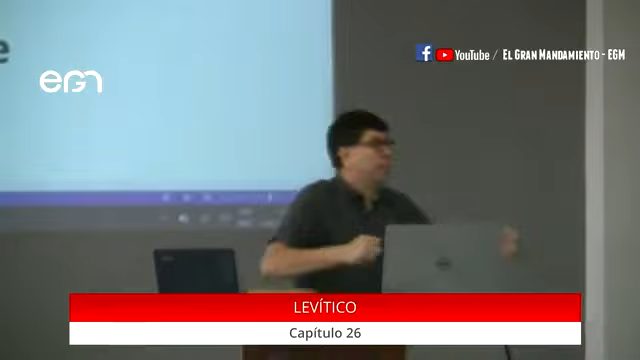 e
EGM
YouTube / EL GRAN MANDAMIENTO - EGM
LEVÍTICO
Capítulo 26